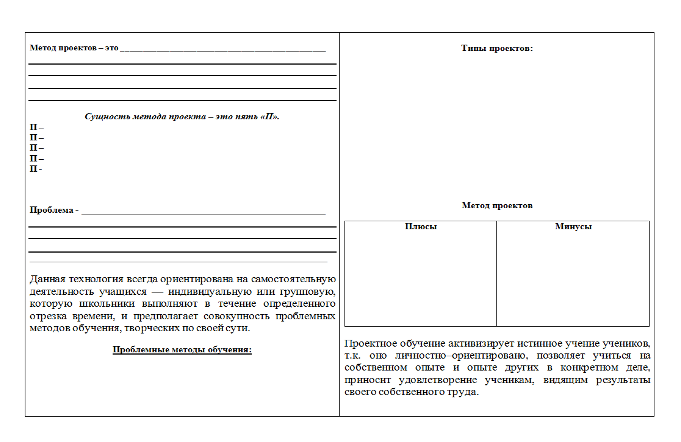 Метод проектов – это
Сущность метода проекта – это пять «П».
П –
П –
П –
П –
П -
Проблема -
Данная технология всегда ориентирована на самостоятельную
деятельность учащихся — индивидуальную или групповую,
которую школьники выполняют в течение определенного
отрезка времени, и предполагает совокупность проблемных
методов обучения, творческих по своей сути.
Проблемные методы обучения:
Типы проектов:
Метод проектов
Плюсы
Минусы
Проектное обучение активизирует истинное учение учеников,
т.к. оно личностно–ориентировано, позволяет учиться на
собственном опыте и опыте других в конкретном деле,
приносит удовлетворение ученикам, видящим результаты
своего собственного труда.